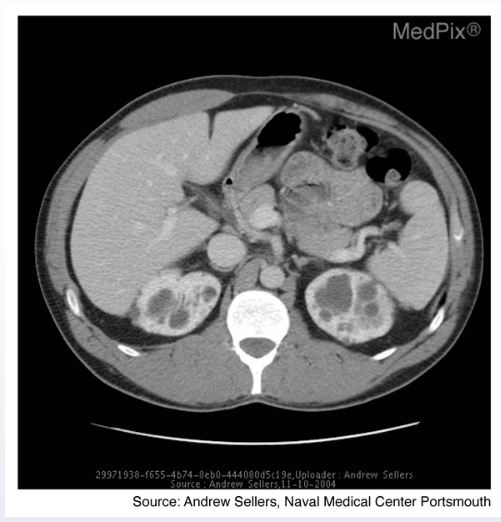 MedPix®
29971938-f655-4b74-8eb0-444080d5c19e,Uploader : Andrew Sellers
Source : Andrew Sellers,11-10-2004
Source: Andrew Sellers, Naval Medical Center Portsmouth